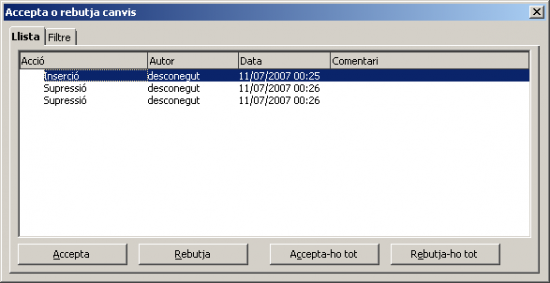 Accepta o rebutja canvis
Llista Filtre
Acció Autor Data Comentari
Inserció desconegut 11/07/2007 00:25
Supressió desconegut 11/07/2007 00:26
Supressió desconegut 11/07/2007 00:26
Accepta Rebutja Accepta-ho tot Rebutja-ho tot